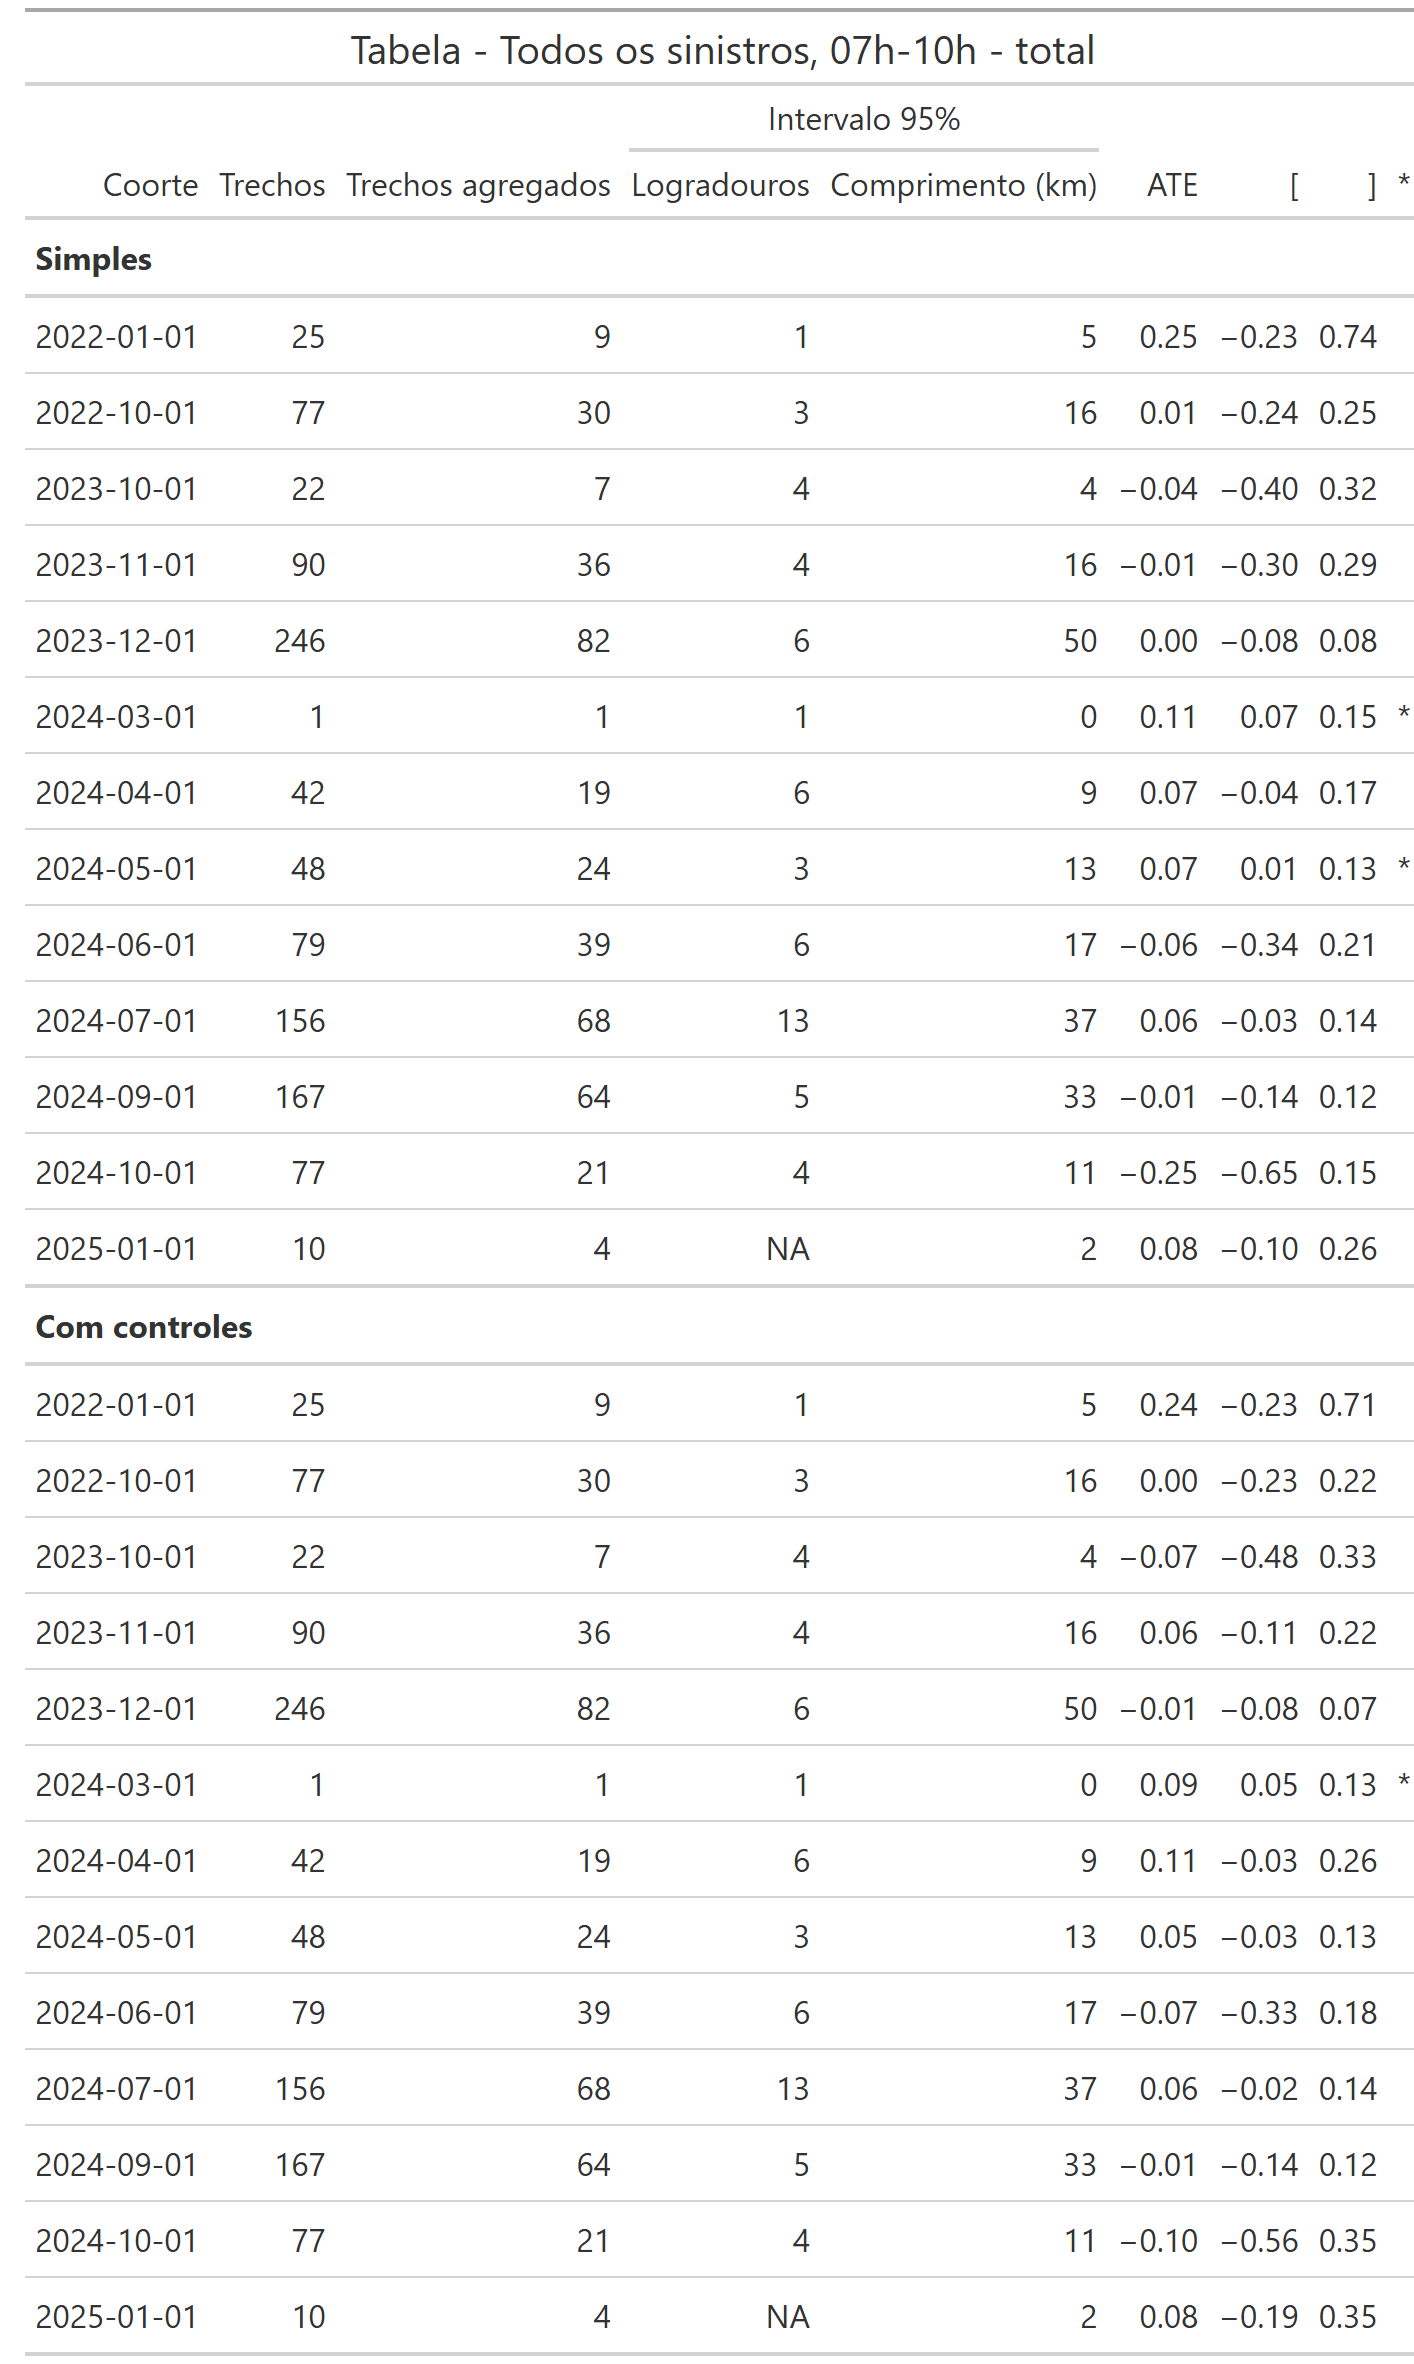 Tabela - Todos os sinistros, 07h-10h - total
Intervalo 95%
Coorte Trechos Trechos agregados Logradouros Comprimento (km) ATE [ ] *
Simples
2022-01-01 25 9 1 5 0.25 −0.23 0.74
2022-10-01 77 30 3 16 0.01 −0.24 0.25
2023-10-01 22 7 4 4 −0.04 −0.40 0.32
2023-11-01 90 36 4 16 −0.01 −0.30 0.29
2023-12-01 246 82 6 50 0.00 −0.08 0.08
2024-03-01 1 1 1 0 0.11 0.07 0.15 *
2024-04-01 42 19 6 9 0.07 −0.04 0.17
2024-05-01 48 24 3 13 0.07 0.01 0.13 *
2024-06-01 79 39 6 17 −0.06 −0.34 0.21
2024-07-01 156 68 13 37 0.06 −0.03 0.14
2024-09-01 167 64 5 33 −0.01 −0.14 0.12
2024-10-01 77 21 4 11 −0.25 −0.65 0.15
2025-01-01 10 4 NA 2 0.08 −0.10 0.26
Com controles
2022-01-01 25 9 1 5 0.24 −0.23 0.71
2022-10-01 77 30 3 16 0.00 −0.23 0.22
2023-10-01 22 7 4 4 −0.07 −0.48 0.33
2023-11-01 90 36 4 16 0.06 −0.11 0.22
2023-12-01 246 82 6 50 −0.01 −0.08 0.07
2024-03-01 1 1 1 0 0.09 0.05 0.13 *
2024-04-01 42 19 6 9 0.11 −0.03 0.26
2024-05-01 48 24 3 13 0.05 −0.03 0.13
2024-06-01 79 39 6 17 −0.07 −0.33 0.18
2024-07-01 156 68 13 37 0.06 −0.02 0.14
2024-09-01 167 64 5 33 −0.01 −0.14 0.12
2024-10-01 77 21 4 11 −0.10 −0.56 0.35
2025-01-01 10 4 NA 2 0.08 −0.19 0.35